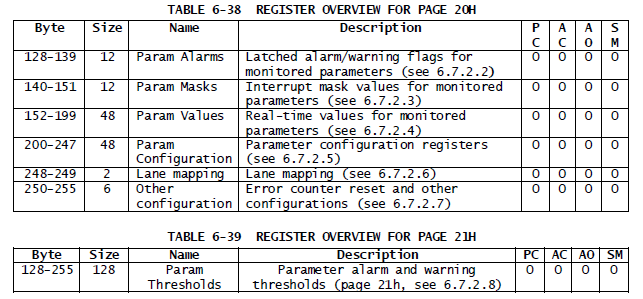 TABLE 6-38 REGISTER OVERVIEW FOR PAGE 20H
Byte Size Name Description P C A C A O S M
128-139 12 Param Alarms Latched alarm/warning flags for monitored parameters (see 6.7.2.2) O O O O
140-151 12 Param Masks Interrupt mask values for monitored parameters (see 6.7.2.3) O O O O
152-199 48 Param Values Real-time values for monitored parameters (see 6.7.2.4) O O O O
200-247 48 Param Configuration Parameter configuration registers (see 6.7.2.5) O O O O
248-249 2 Lane mapping Lane mapping (see 6.7.2.6) O O O O
250-255 6 Other configuration Error counter reset and other configurations (see 6.7.2.7) O O O O
TABLE 6-39 REGISTER OVERVIEW FOR PAGE 21H
Byte Size Name Description PC AC AO SM
128-255 128 Param Thresholds Parameter alarm and warning thresholds (page 21h, see 6.7.2.8) O O O O